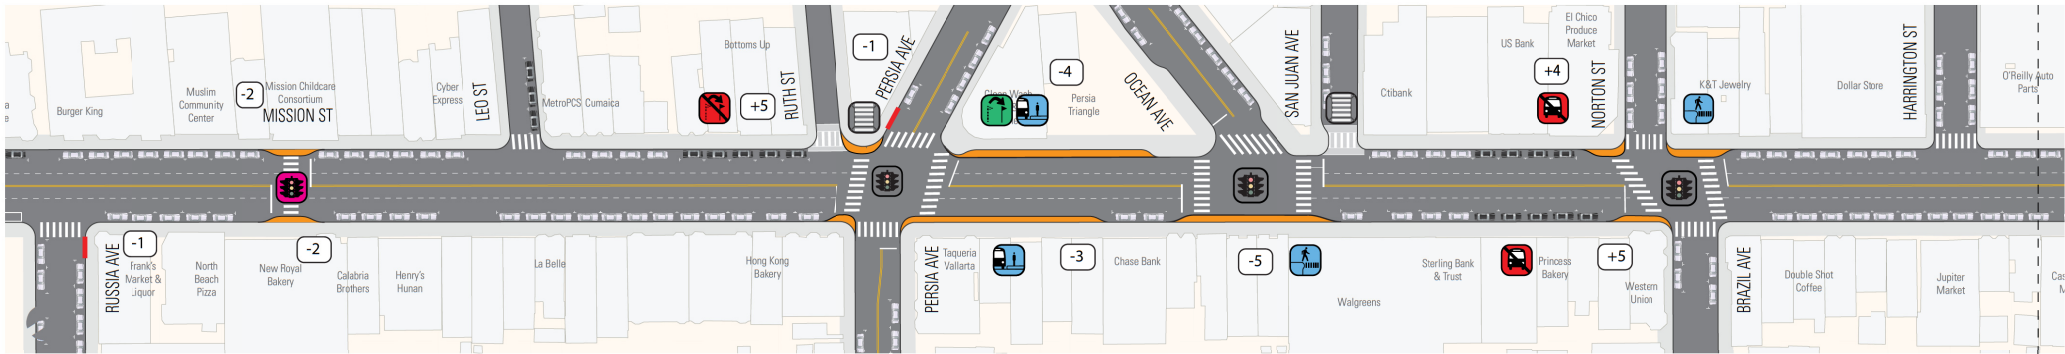 Burger King
Muslim
Community
Center
-2
Mission Childcare
Consortium
MISSION ST
Cyber
Express
LEO ST
MetroPCS
Cumaica
Bottoms Up
+5
RUTH ST
-1
PERSIA AVE
-4
Persia
Triangle
OCEAN AVE
SAN JUAN AVE
Citibank
US Bank
El Chico
Produce
Market
+4
NORTON ST
K&T Jewelry
Dollar Store
HARRINGTON ST
O'Reilly Auto
Parts
RUSSIA AVE
-1
Frank's
Market &
Liquor
North
Beach
Pizza
New Royal
Bakery
-2
Calabria
Brothers
Henry's
Hunan
La Belle
Hong Kong
Bakery
PERSIA AVE
Taqueria
Vallarta
-3
Chase Bank
-5
Walgreens
Sterling Bank
& Trust
Princess
Bakery
+5
Western
Union
BRAZIL AVE
Double Shot
Coffee
Jupiter
Market